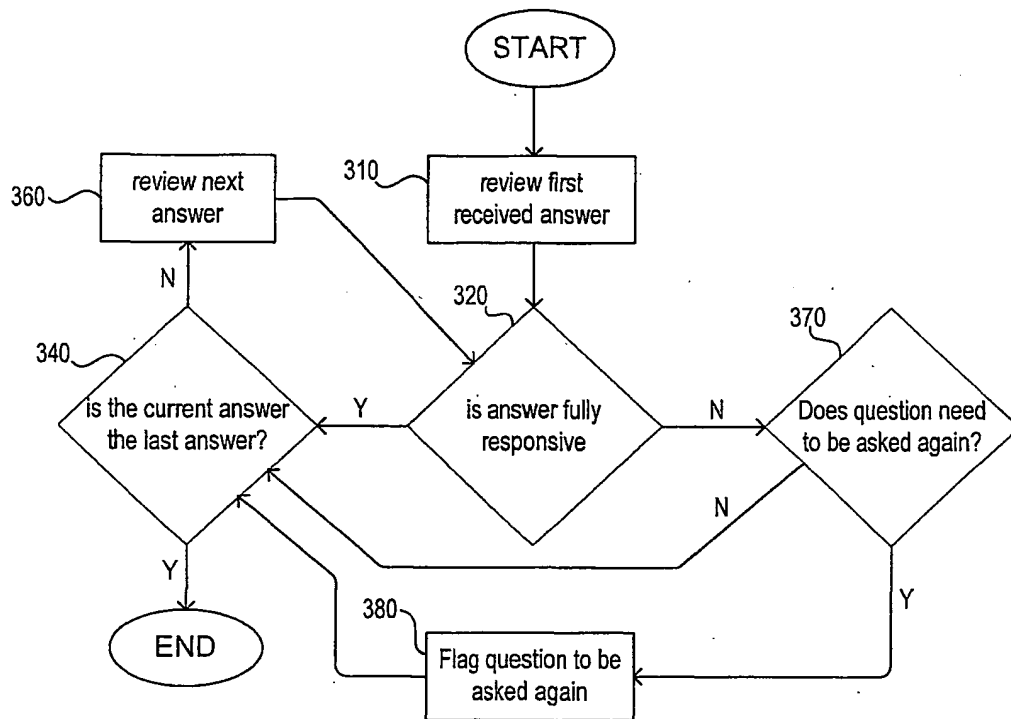 START
310
review first
received answer
360
review next
answer
N
320
is answer fully
responsive
340
is the current answer
the last answer?
Y
N
370
Does question need
to be asked again?
N
Y
Y
END
380
Flag question to be
asked again